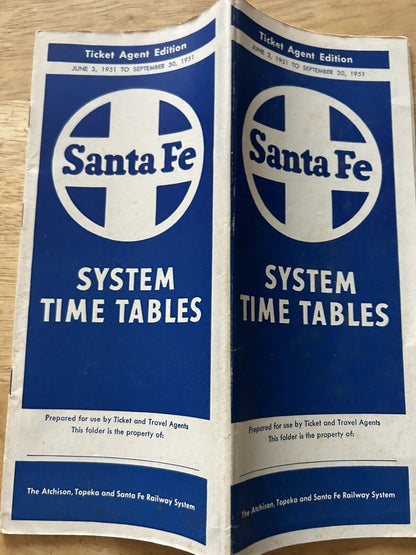 Ticket Agent Edition
JUNE 3, 1951 TO SEPTEMBER 30, 1951
Santa Fe
SYSTEM
TIME TABLES
Prepared for use by Ticket and Travel Agents
This folder is the property of:
The Atchison, Topeka and Santa Fe Railway System
Ticket Agent Edition
JUNE 3, 1951 TO SEPTEMBER 30, 1951
Santa Fe
SYSTEM
TIME TABLES
Prepared for use by Ticket and Travel Agents
This folder is the property of:
The Atchison, Topeka and Santa Fe Railway System